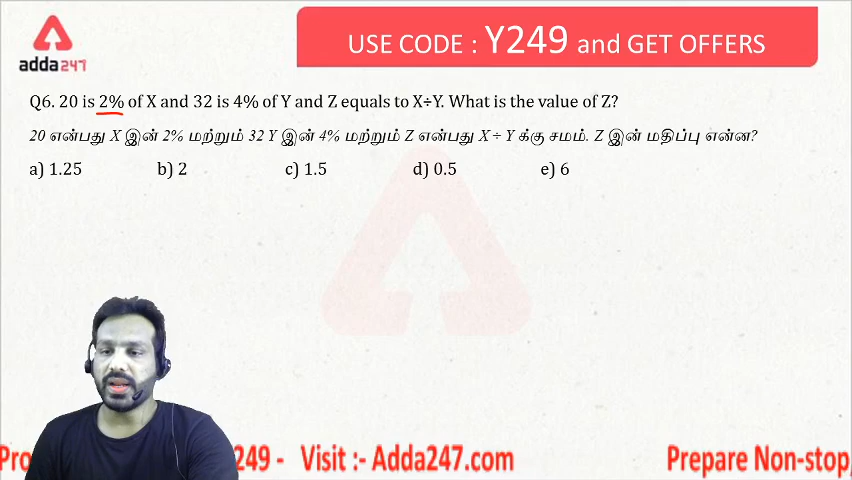 USE CODE : Y249 and GET OFFERS
adda247
Q6. 20 is 2% of X and 32 is 4% of Y and Z equals to X÷Y. What is the value of Z?
20 என்பது X இன் 2% மற்றும் 32 Y இன் 4% மற்றும் Z என்பது X ÷ Y க்கு சமம். Z இன் மதிப்பு என்ன?
a) 1.25 b) 2 c) 1.5 d) 0.5 e) 6
249 - Visit :- Adda247.com Prepare Non-stop,